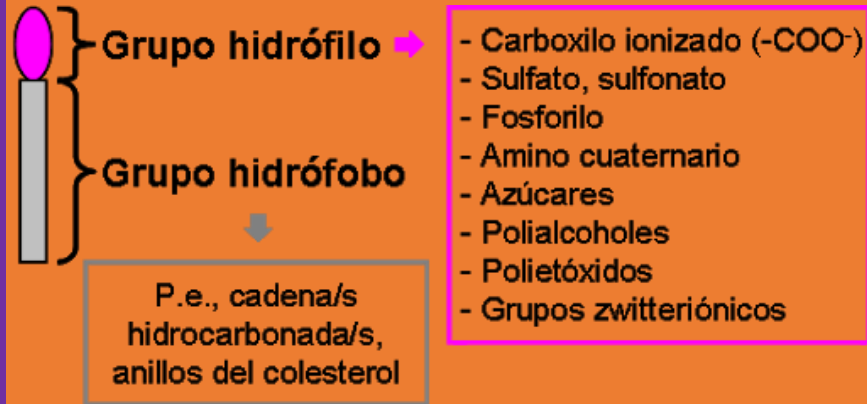 Grupo hidrófilo
Grupo hidrófobo
P.e., cadena/s
hidrocarbonada/s,
anillos del colesterol
- Carboxilo ionizado (-COO⁻)
- Sulfato, sulfonato
- Fosforilo
- Amino cuaternario
- Azúcares
- Polialcoholes
- Polietóxidos
- Grupos zwitteriónicos